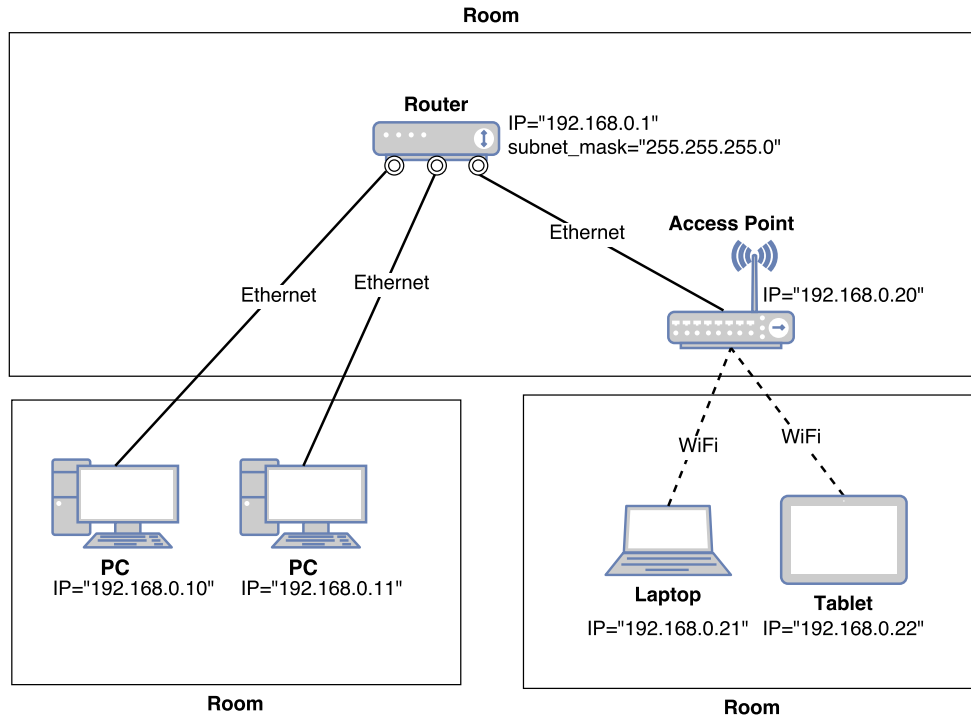 Room
Router
IP="192.168.0.1"
subnet_mask="255.255.255.0"
Access Point
Ethernet
IP="192.168.0.20"
Ethernet
Ethernet
WiFi
WiFi
PC
IP="192.168.0.10"
PC
IP="192.168.0.11"
Laptop
IP="192.168.0.21"
Tablet
IP="192.168.0.22"
Room
Room